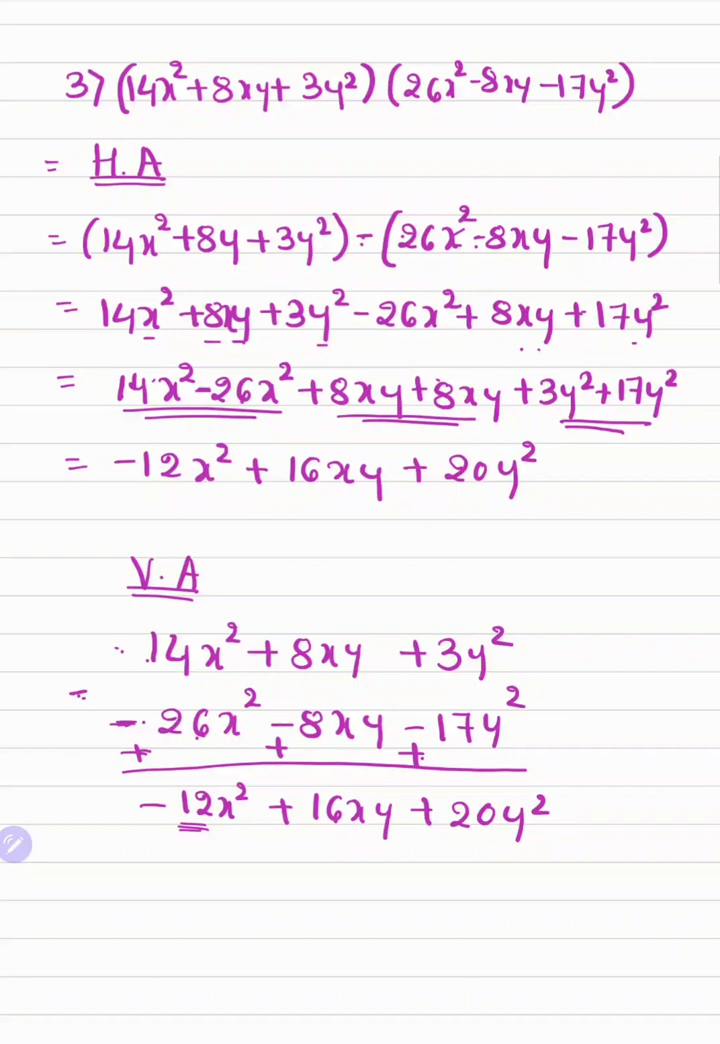 3) (14x²+8xy+ 3y²) (26x²-8xy-17y²)
= H.A
= (14x²+8y+3y²)-(26x²-8xy-17y²)
= 14x²+8xy+3y²-26x²+ 8xy+17y²
= 14x²-26x²+8xy+8xy+3y²+17y²
= -12x²+ 16xy + 20y²
V.A
14x²+8xy +3y²
= - 26x² -8xy -17y²
+ + +
- 12x² + 16xy + 20y²